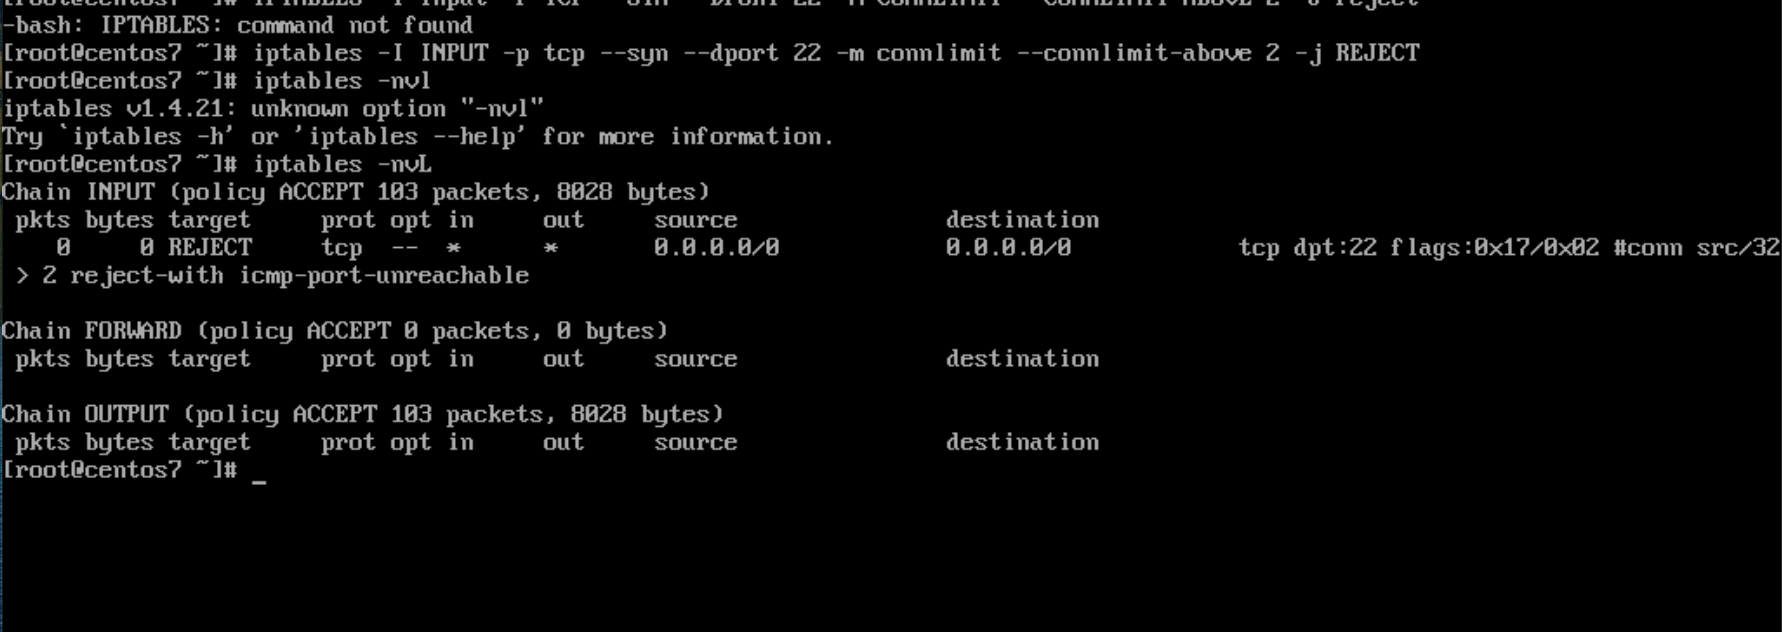 -bash: IPTABLES: command not found
[root@centos7 ~]# iptables -I INPUT -p tcp --syn --dport 22 -m connlimit --connlimit-above 2 -j REJECT
[root@centos7 ~]# iptables -nvl
iptables v1.4.21: unknown option "-nvl"
Try `iptables -h' or 'iptables --help' for more information.
[root@centos7 ~]# iptables -nvL
Chain INPUT (policy ACCEPT 103 packets, 8028 bytes)
 pkts bytes target     prot opt in     out     source               destination
    0     0 REJECT     tcp  --  *      *       0.0.0.0/0            0.0.0.0/0            tcp dpt:22 flags:0x17/0x02 #conn src/32
 > 2 reject-with icmp-port-unreachable
Chain FORWARD (policy ACCEPT 0 packets, 0 bytes)
 pkts bytes target     prot opt in     out     source               destination
Chain OUTPUT (policy ACCEPT 103 packets, 8028 bytes)
 pkts bytes target     prot opt in     out     source               destination
[root@centos7 ~]# _